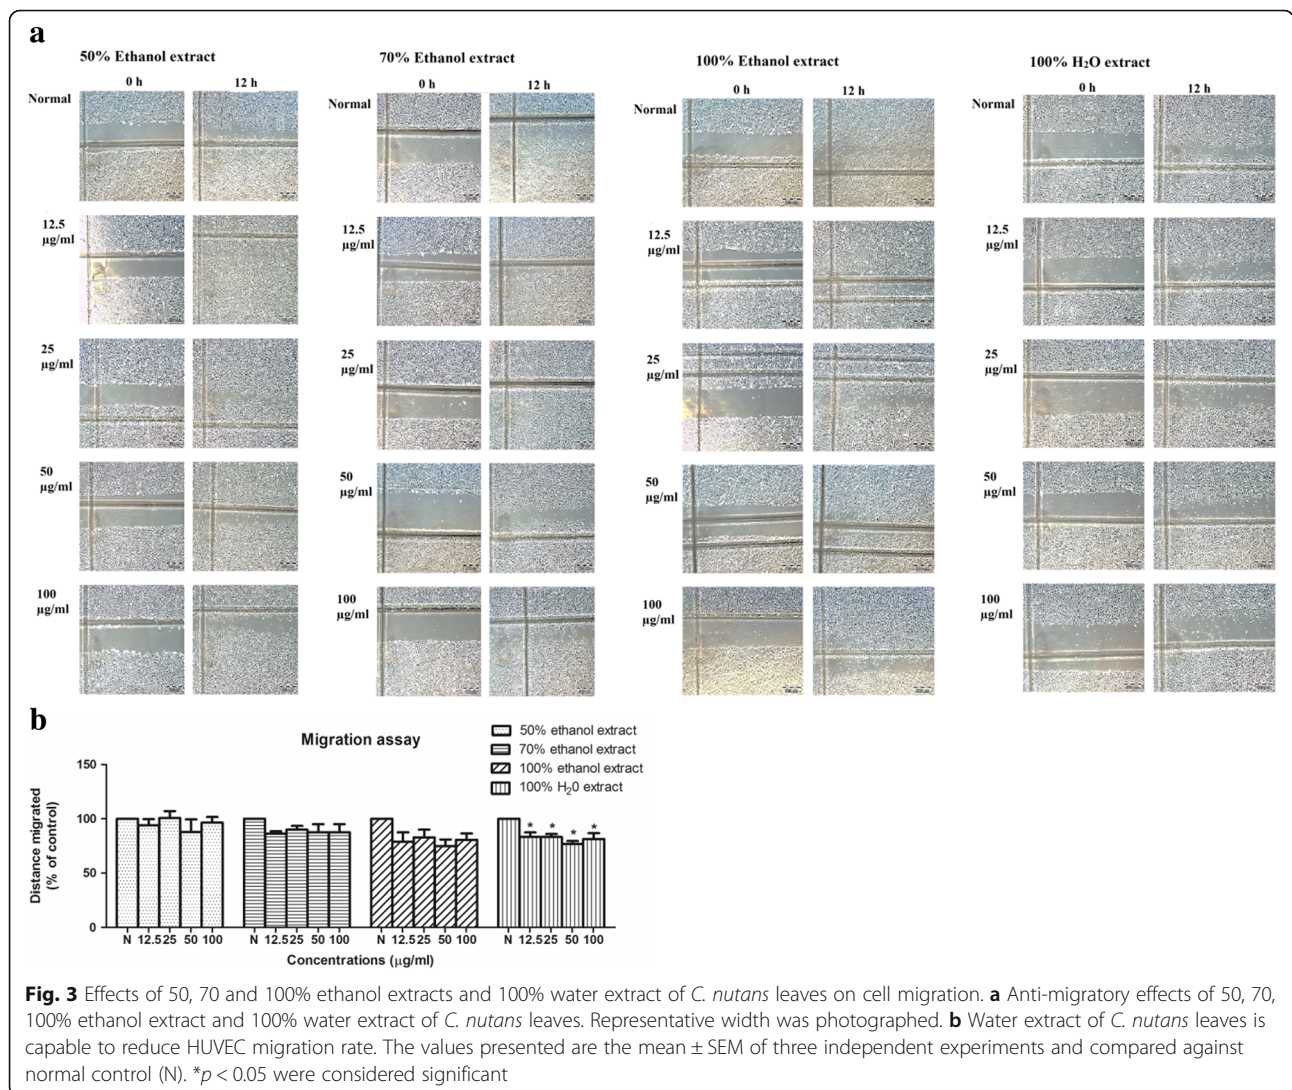 a
50% Ethanol extract
70% Ethanol extract
100% Ethanol extract
100% H₂O extract
0 h
12 h
0 h
12 h
0 h
12 h
0 h
12 h
Normal
Normal
Normal
Normal
12.5
µg/ml
12.5
µg/ml
12.5
µg/ml
12.5
µg/ml
25
µg/ml
25
µg/ml
25
µg/ml
25
µg/ml
50
µg/ml
50
µg/ml
50
µg/ml
50
µg/ml
100
µg/ml
100
µg/ml
100
µg/ml
100
µg/ml
b
Migration assay
50% ethanol extract
70% ethanol extract
100% ethanol extract
100% H₂0 extract
Distance migrated
(% of control)
150
100
50
0
* * * *
N 12.5 25 50 100 N 12.5 25 50 100 N 12.5 25 50 100 N 12.5 25 50 100
Concentrations (µg/ml)
Fig. 3 Effects of 50, 70 and 100% ethanol extracts and 100% water extract of C. nutans leaves on cell migration. a Anti-migratory effects of 50, 70,
100% ethanol extract and 100% water extract of C. nutans leaves. Representative width was photographed. b Water extract of C. nutans leaves is
capable to reduce HUVEC migration rate. The values presented are the mean ± SEM of three independent experiments and compared against
normal control (N). *p < 0.05 were considered significant